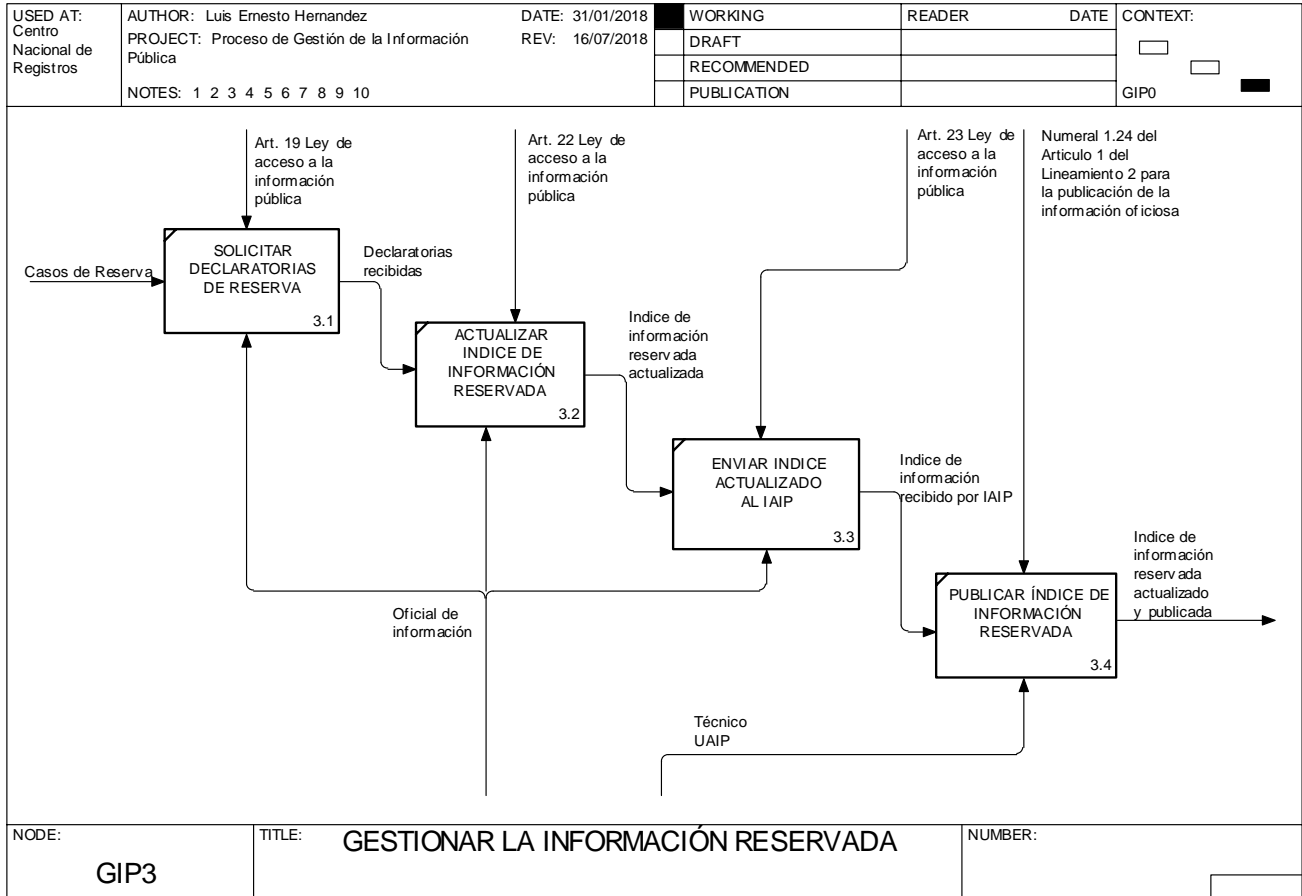 USED AT:
Centro
Nacional de
Registros
AUTHOR: Luis Ernesto Hernandez
DATE: 31/01/2018
PROJECT: Proceso de Gestión de la Información
Pública
REV: 16/07/2018
NOTES: 1 2 3 4 5 6 7 8 9 10
WORKING
DRAFT
RECOMMENDED
PUBLICATION
READER
DATE
CONTEXT:
GIP0
Art. 19 Ley de
acceso a la
información
pública
Art. 22 Ley de
acceso a la
información
pública
Art. 23 Ley de
acceso a la
información
pública
Numeral 1.24 del
Articulo 1 del
Lineamiento 2 para
la publicación de la
información oficiosa
Casos de Reserva
SOLICITAR
DECLARATORIAS
DE RESERVA
3.1
Declaratorias
recibidas
ACTUALIZAR
INDICE DE
INFORMACIÓN
RESERVADA
3.2
Indice de
información
reservada
actualizada
ENVIAR INDICE
ACTUALIZADO
AL IAIP
3.3
Indice de
información
recibido por IAIP
PUBLICAR ÍNDICE DE
INFORMACIÓN
RESERVADA
3.4
Indice de
información
reservada
actualizado
y publicada
Oficial de
información
Técnico
UAIP
NODE:
GIP3
TITLE:
GESTIONAR LA INFORMACIÓN RESERVADA
NUMBER: